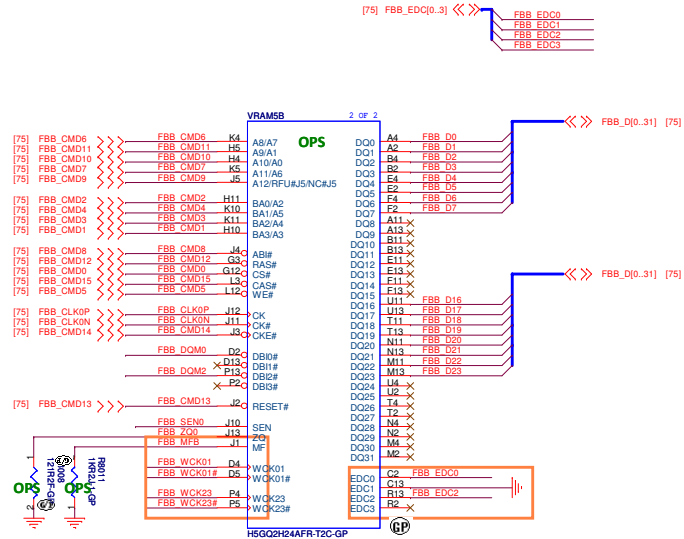 [75] FBB_EDC[0..3]
FBB_EDC0
FBB_EDC1
FBB_EDC2
FBB_EDC3
VRAM5B
2 OF 2
OPS
[75] FBB_CMD6 FBB_CMD6 K4 A8/A7
[75] FBB_CMD11 FBB_CMD11 H5 A9/A1
[75] FBB_CMD10 FBB_CMD10 H4 A10/A0
[75] FBB_CMD7 FBB_CMD7 K5 A11/A6
[75] FBB_CMD9 FBB_CMD9 J5 A12/RFU#J5/NC#J5
[75] FBB_CMD2 FBB_CMD2 H11 BA0/A2
[75] FBB_CMD4 FBB_CMD4 K10 BA1/A5
[75] FBB_CMD3 FBB_CMD3 K11 BA2/A4
[75] FBB_CMD1 FBB_CMD1 H10 BA3/A3
[75] FBB_CMD8 FBB_CMD8 J4 ABI#
[75] FBB_CMD12 FBB_CMD12 G3 RAS#
[75] FBB_CMD0 FBB_CMD0 G12 CS#
[75] FBB_CMD15 FBB_CMD15 L3 CAS#
[75] FBB_CMD5 FBB_CMD5 L12 WE#
[75] FBB_CLK0P FBB_CLK0P J12 CK
[75] FBB_CLK0N FBB_CLK0N J11 CK#
[75] FBB_CMD14 FBB_CMD14 J3 CKE#
FBB_DQM0 D2 DBI0#
D13 DBI1#
FBB_DQM2 P13 DBI2#
P2 DBI3#
[75] FBB_CMD13 FBB_CMD13 J2 RESET#
FBB_SEN0 J10 SEN
FBB_ZQ0 J13 ZQ
FBB_MFB J1 MF
FBB_WCK01 D4 WCK01
FBB_WCK01# D5 WCK01#
FBB_WCK23 P4 WCK23
FBB_WCK23# P5 WCK23#
DQ0 A4 FBB_D0
DQ1 A2 FBB_D1
DQ2 B4 FBB_D2
DQ3 B2 FBB_D3
DQ4 E4 FBB_D4
DQ5 E2 FBB_D5
DQ6 F4 FBB_D6
DQ7 F2 FBB_D7
DQ8 A11
DQ9 A13
DQ10 B11
DQ11 B13
DQ12 E11
DQ13 E13
DQ14 F11
DQ15 F13
DQ16 U11 FBB_D16
DQ17 U13 FBB_D17
DQ18 T11 FBB_D18
DQ19 T13 FBB_D19
DQ20 N11 FBB_D20
DQ21 N13 FBB_D21
DQ22 M11 FBB_D22
DQ23 M13 FBB_D23
DQ24 U4
DQ25 U2
DQ26 T4
DQ27 T2
DQ28 N4
DQ29 N2
DQ30 M4
DQ31 M2
EDC0 C2 FBB_EDC0
EDC1 C13
EDC2 R13 FBB_EDC2
EDC3 R2
FBB_D[0..31] [75]
FBB_D[0..31] [75]
OPS
OPS
1
2
1
R8011
GP
H5GQ2H24AFR-T2C-GP